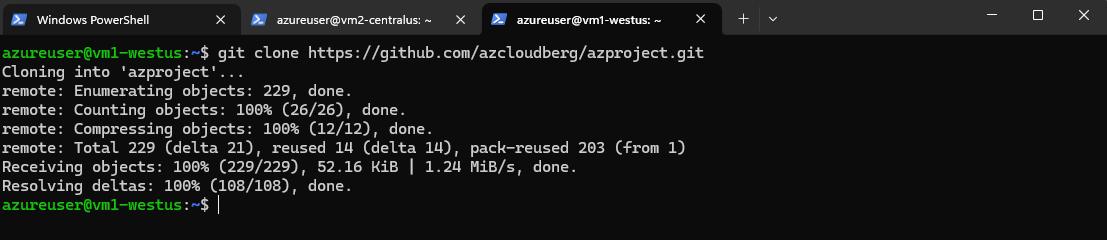 Windows PowerShell
azureuser@vm2-centralus: ~
azureuser@vm1-westus: ~
azureuser@vm1-westus:~$ git clone https://github.com/azcloudberg/azproject.git
Cloning into 'azproject'...
remote: Enumerating objects: 229, done.
remote: Counting objects: 100% (26/26), done.
remote: Compressing objects: 100% (12/12), done.
remote: Total 229 (delta 21), reused 14 (delta 14), pack-reused 203 (from 1)
Receiving objects: 100% (229/229), 52.16 KiB | 1.24 MiB/s, done.
Resolving deltas: 100% (108/108), done.
azureuser@vm1-westus:~$